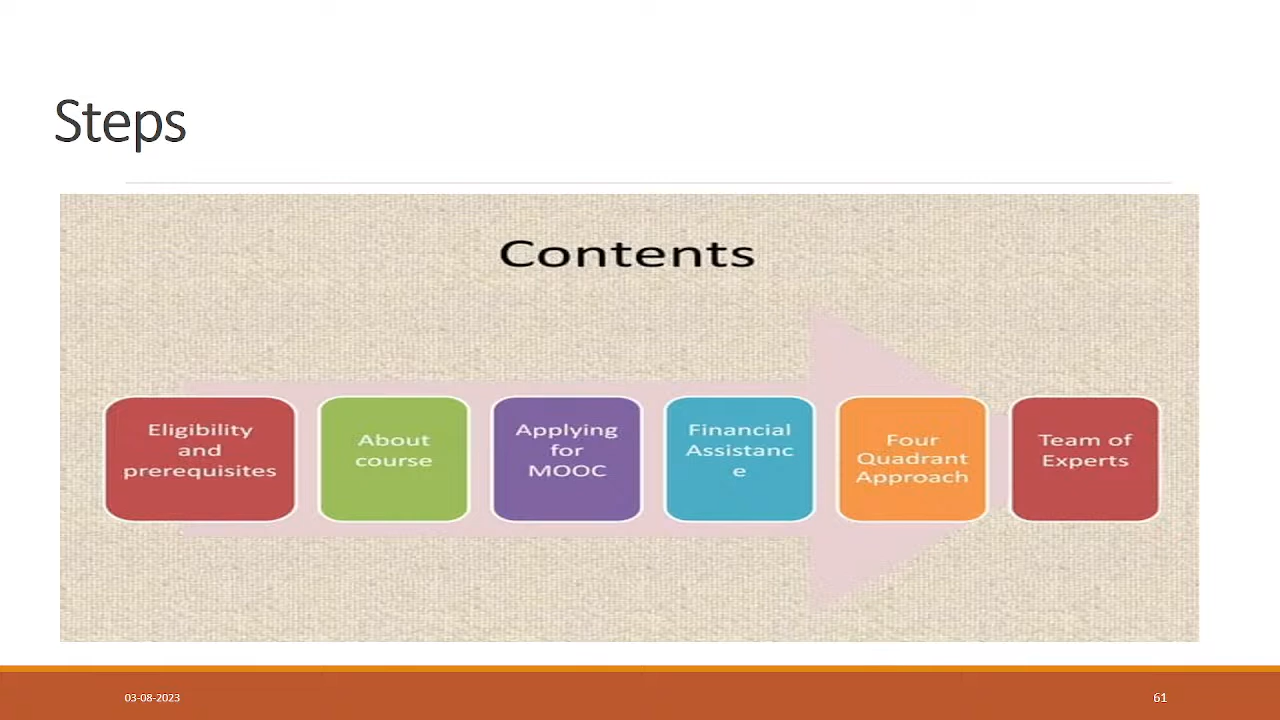 Steps
Contents
Eligibility
and
prerequisites
About
course
Applying
for
MOOC
Financial
Assistanc
e
Four
Quadrant
Approach
Team of
Experts
03-08-2023
61